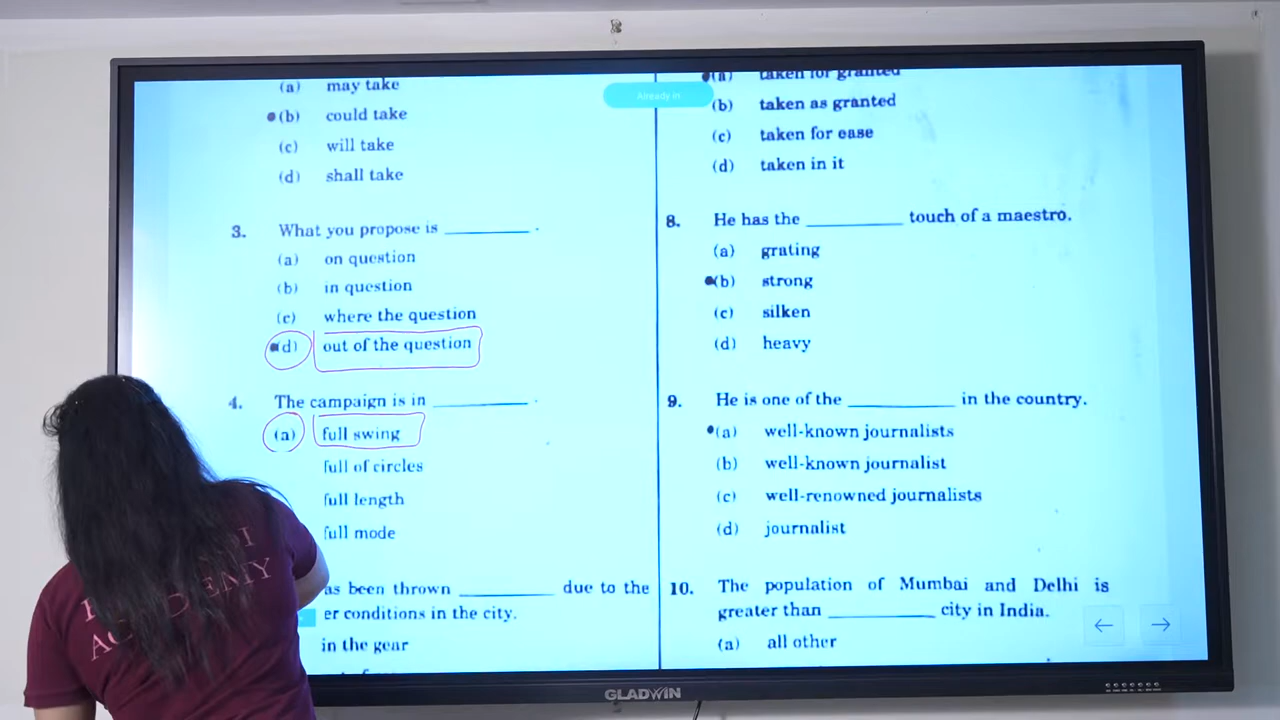 (a) may take
(b) could take
(c) will take
(d) shall take
3. What you propose is ________ .
(a) on question
(b) in question
(c) where the question
(d) out of the question
4. The campaign is in ________ .
(a) full swing
full of circles
full length
full mode
as been thrown ________ due to the
er conditions in the city.
in the gear
Already in
(a) taken for granted
(b) taken as granted
(c) taken for ease
(d) taken in it
8. He has the ________ touch of a maestro.
(a) grating
(b) strong
(c) silken
(d) heavy
9. He is one of the ________ in the country.
(a) well-known journalists
(b) well-known journalist
(c) well-renowned journalists
(d) journalist
10. The population of Mumbai and Delhi is
greater than ________ city in India.
(a) all other
GLADWIN